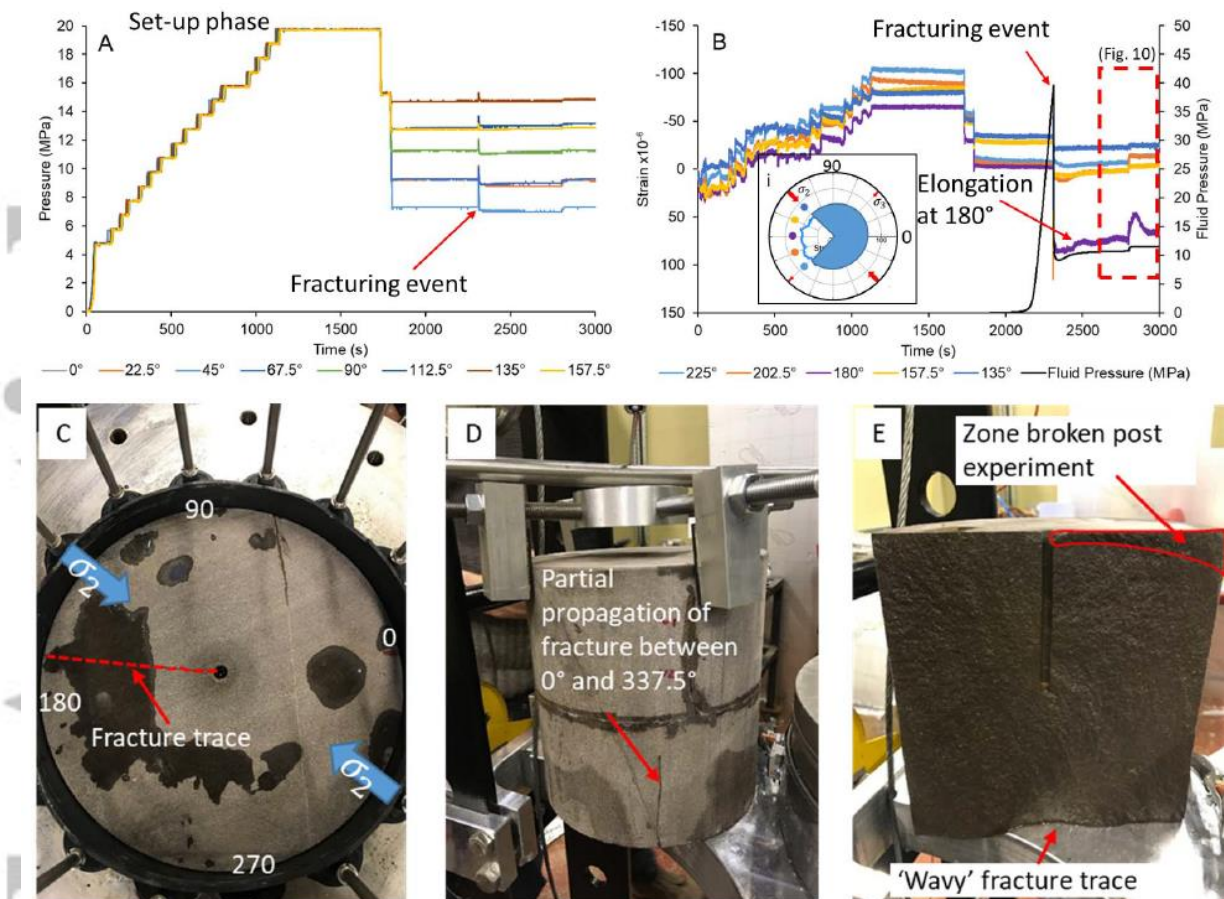 Set-up phase
A
Pressure (MPa)
20
18
16
14
12
10
8
6
4
2
0
0 500 1000 1500 2000 2500 3000
Time (s)
Fracturing event
0° 22.5° 45° 67.5° 90° 112.5° 135° 157.5°
Fracturing event
B
(Fig. 10)
Strain x10⁻⁶
-150
-100
-50
0
50
100
150
50
45
40
35
30
25
20
15
10
5
0
Fluid Pressure (MPa)
Elongation
at 180°
i
90
σ2
σ3
0
100
0 500 1000 1500 2000 2500 3000
Time (s)
225° 202.5° 180° 157.5° 135° Fluid Pressure (MPa)
C
90
σ2
0
180
Fracture trace
σ2
270
D
Partial
propagation of
fracture between
0° and 337.5°
E
Zone broken post
experiment
'Wavy' fracture trace